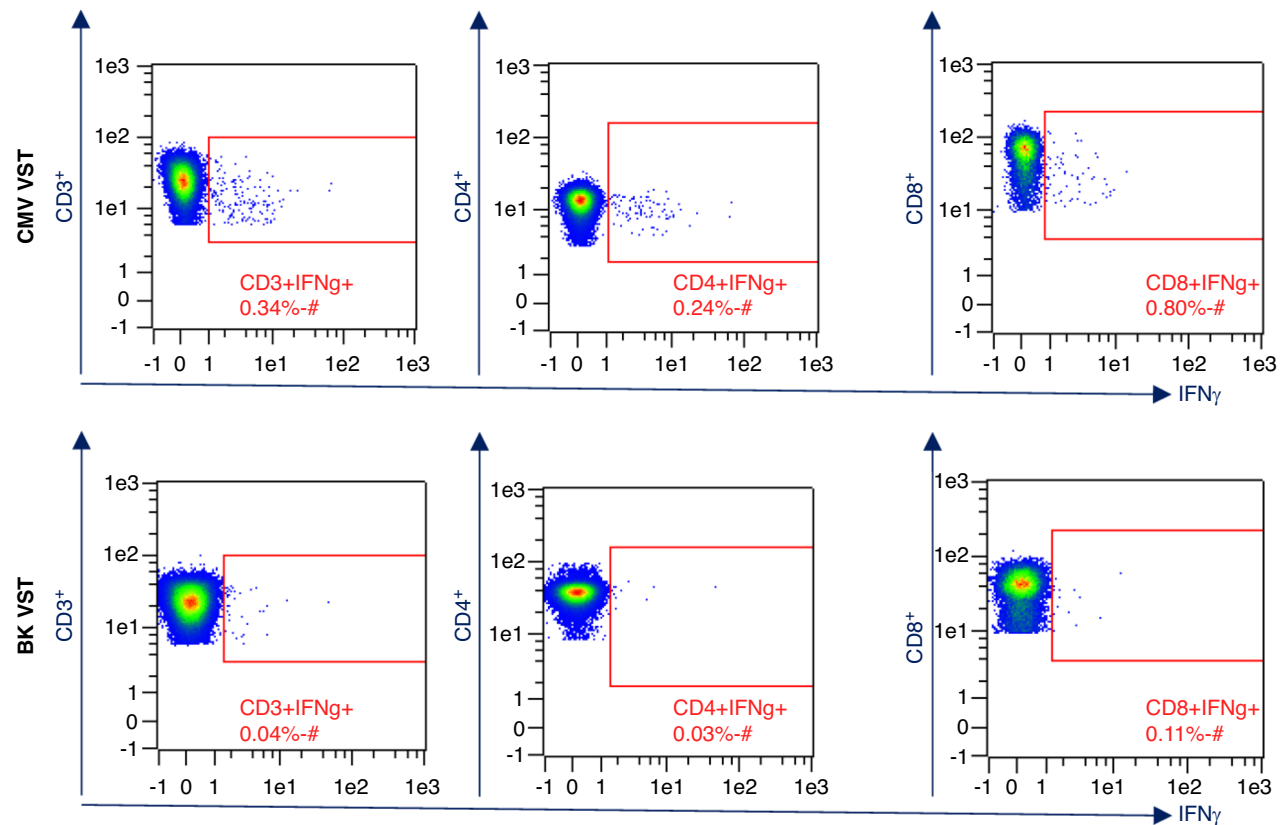 CMV VST
CD3⁺
1e3
1e2
1e1
1
0
-1
CD3+IFNg+
0.34%-#
-1 0 1 1e1 1e2 1e3
CD4⁺
1e3
1e2
1e1
1
0
-1
CD4+IFNg+
0.24%-#
-1 0 1 1e1 1e2 1e3
CD8⁺
1e3
1e2
1e1
1
0
-1
CD8+IFNg+
0.80%-#
-1 0 1 1e1 1e2 1e3
IFNγ
BK VST
CD3⁺
1e3
1e2
1e1
1
0
-1
CD3+IFNg+
0.04%-#
-1 0 1 1e1 1e2 1e3
CD4⁺
1e3
1e2
1e1
1
0
-1
CD4+IFNg+
0.03%-#
-1 0 1 1e1 1e2 1e3
CD8⁺
1e3
1e2
1e1
1
0
-1
CD8+IFNg+
0.11%-#
-1 0 1 1e1 1e2 1e3
IFNγ